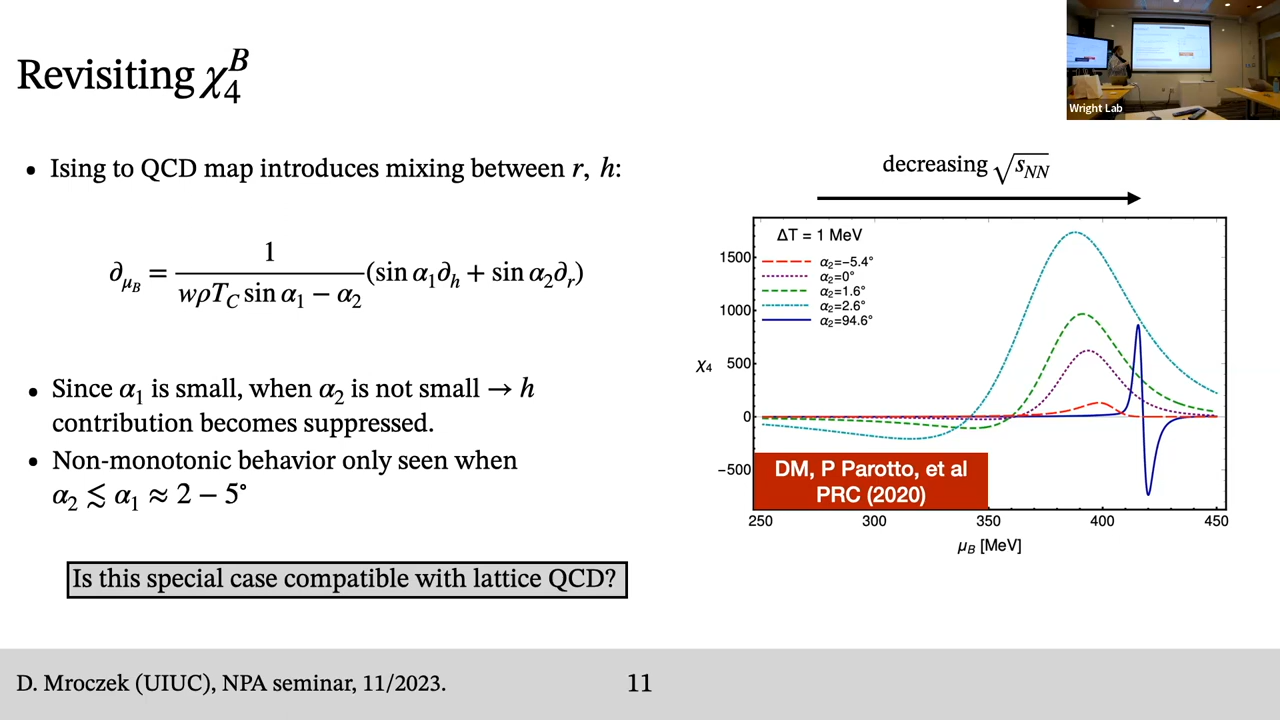 Revisiting χ₄ᴮ
Wright Lab
• Ising to QCD map introduces mixing between r, h:
∂_{μ_B} = \frac{1}{wρT_C sin α₁ − α₂}(sin α₁∂_h + sin α₂∂_r)
• Since α₁ is small, when α₂ is not small → h
contribution becomes suppressed.
• Non-monotonic behavior only seen when
α₂ ≲ α₁ ≈ 2 − 5°
Is this special case compatible with lattice QCD?
decreasing √s_{NN}
ΔT = 1 MeV
α₂=−5.4°
α₂=0°
α₂=1.6°
α₂=2.6°
α₂=94.6°
χ₄
1500
1000
500
0
−500
DM, P Parotto, et al
PRC (2020)
250 300 350 400 450
μ_B [MeV]
D. Mroczek (UIUC), NPA seminar, 11/2023.
11